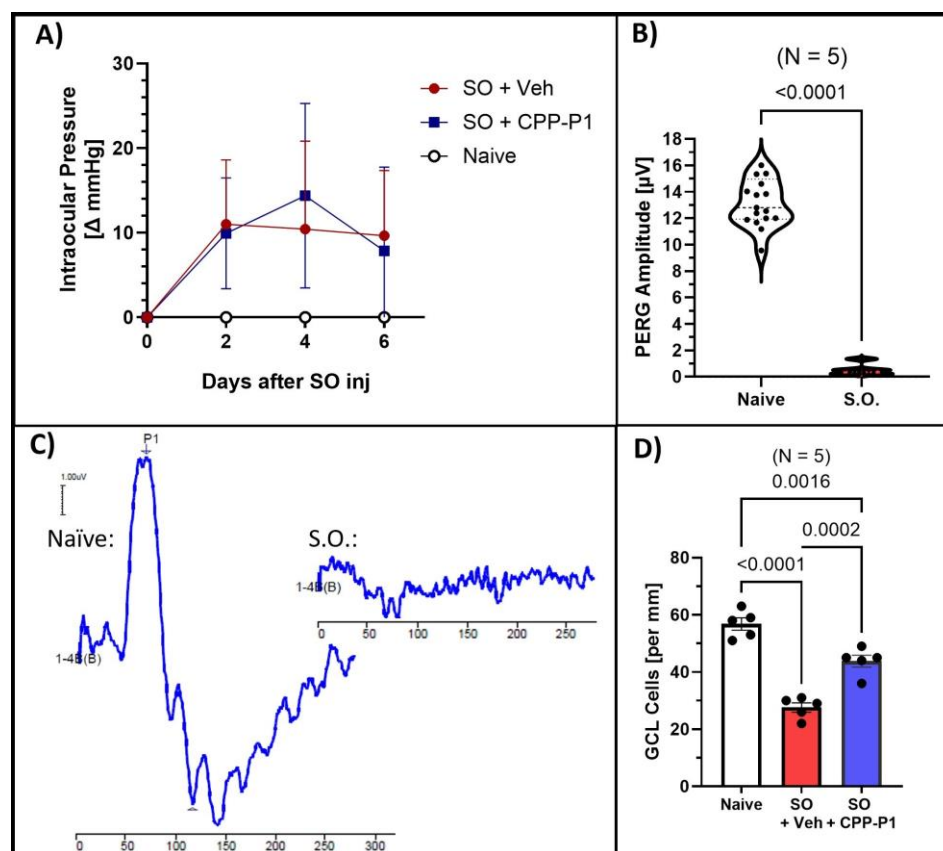 A)
30
20
10
0
Intraocular Pressure
[Δ mmHg]
0 2 4 6
Days after SO inj
SO + Veh
SO + CPP-P1
Naive
B)
(N = 5)
<0.0001
18
16
14
12
10
8
6
4
2
0
PERG Amplitude [µV]
Naive S.O.
C)
P1
1.00uV
Naïve:
1-4B(B)
0 50 100 150 200 250 300
S.O.:
1-4B(B)
0 50 100 150 200 250
D)
(N = 5)
0.0016
0.0002
<0.0001
80
60
40
20
0
GCL Cells [per mm]
Naive SO SO
+ Veh + CPP-P1